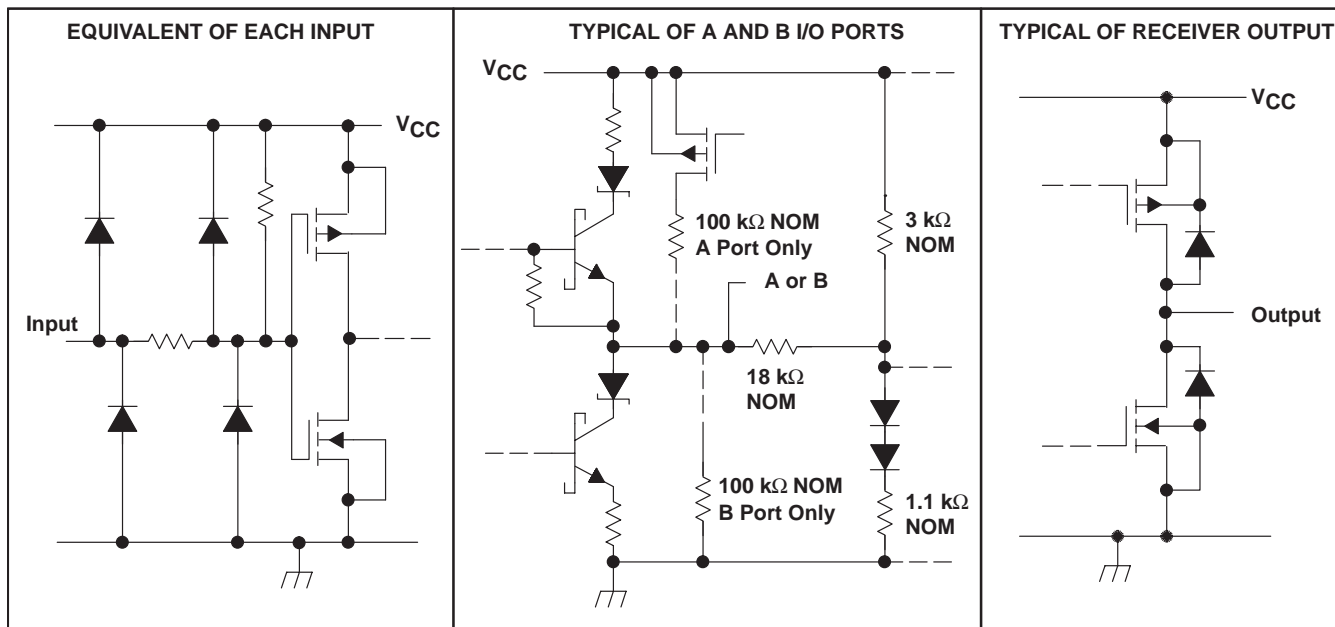 EQUIVALENT OF EACH INPUT
VCC
Input
TYPICAL OF A AND B I/O PORTS
VCC
100 kΩ NOM
A Port Only
3 kΩ
NOM
A or B
18 kΩ
NOM
100 kΩ NOM
B Port Only
1.1 kΩ
NOM
TYPICAL OF RECEIVER OUTPUT
VCC
Output